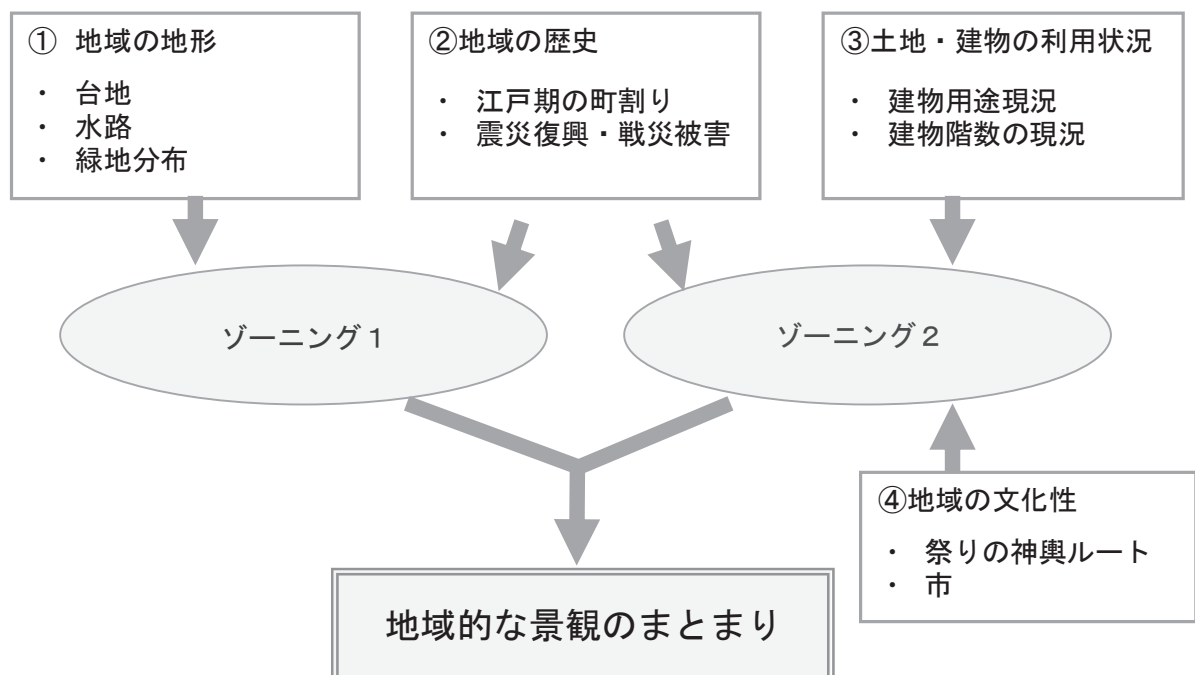 ① 地域の地形
・ 台地
・ 水路
・ 緑地分布
②地域の歴史
・ 江戸期の町割り
・ 震災復興・戦災被害
③土地・建物の利用状況
・ 建物用途現況
・ 建物階数の現況
ゾーニング１
ゾーニング２
④地域の文化性
・ 祭りの神輿ルート
・ 市
地域的な景観のまとまり